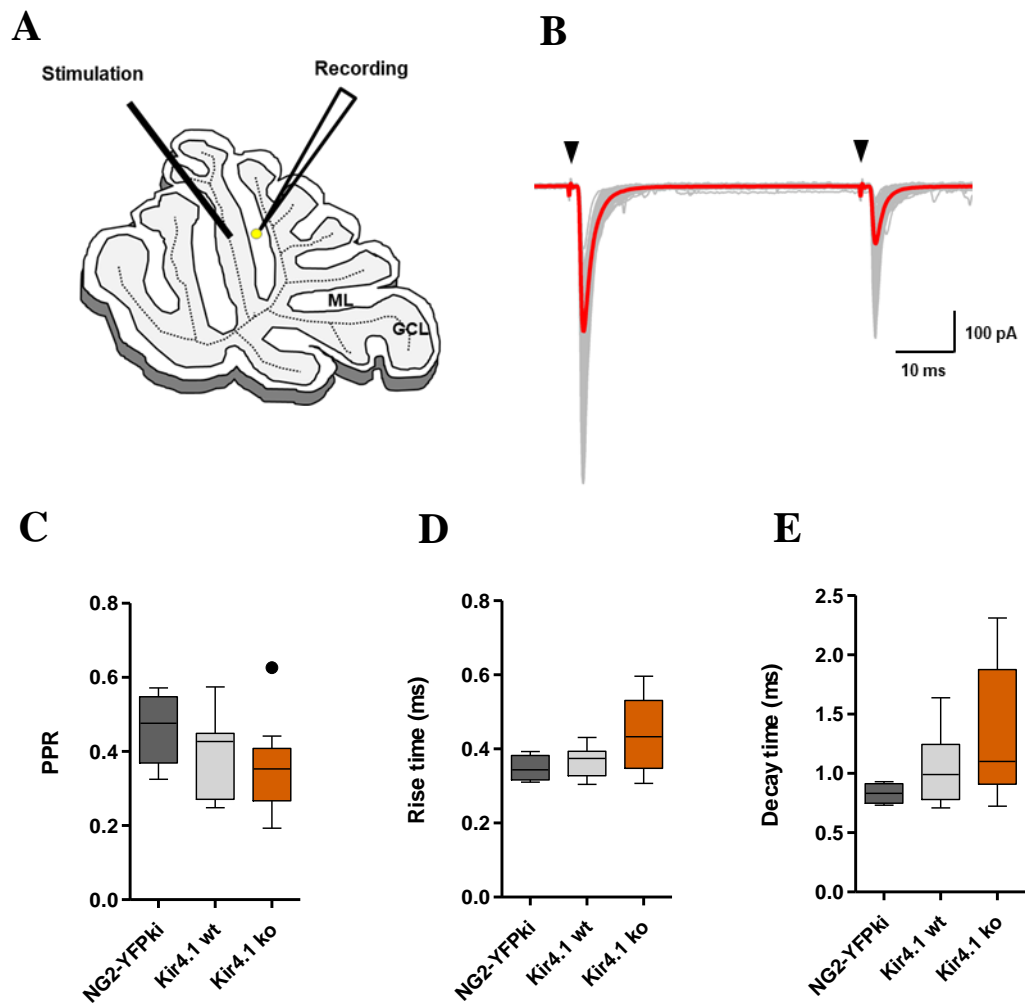 A
Stimulation
Recording
ML
GCL
B
100 pA
10 ms
C
PPR
0.8
0.6
0.4
0.2
0.0
NG2-YFPki
Kir4.1 wt
Kir4.1 ko
D
Rise time (ms)
0.8
0.6
0.4
0.2
0.0
NG2-YFPki
Kir4.1 wt
Kir4.1 ko
E
Decay time (ms)
2.5
2.0
1.5
1.0
0.5
0.0
NG2-YFPki
Kir4.1 wt
Kir4.1 ko